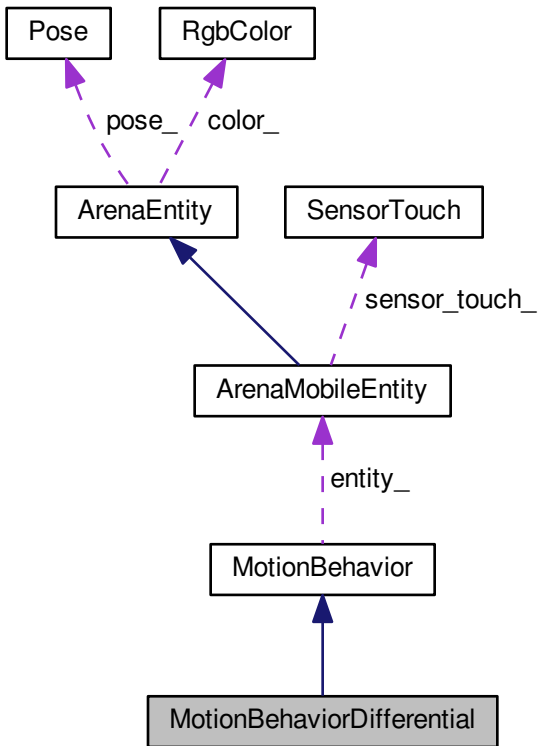 Pose
RgbColor
pose_
color_
ArenaEntity
SensorTouch
sensor_touch_
ArenaMobileEntity
entity_
MotionBehavior
MotionBehaviorDifferential